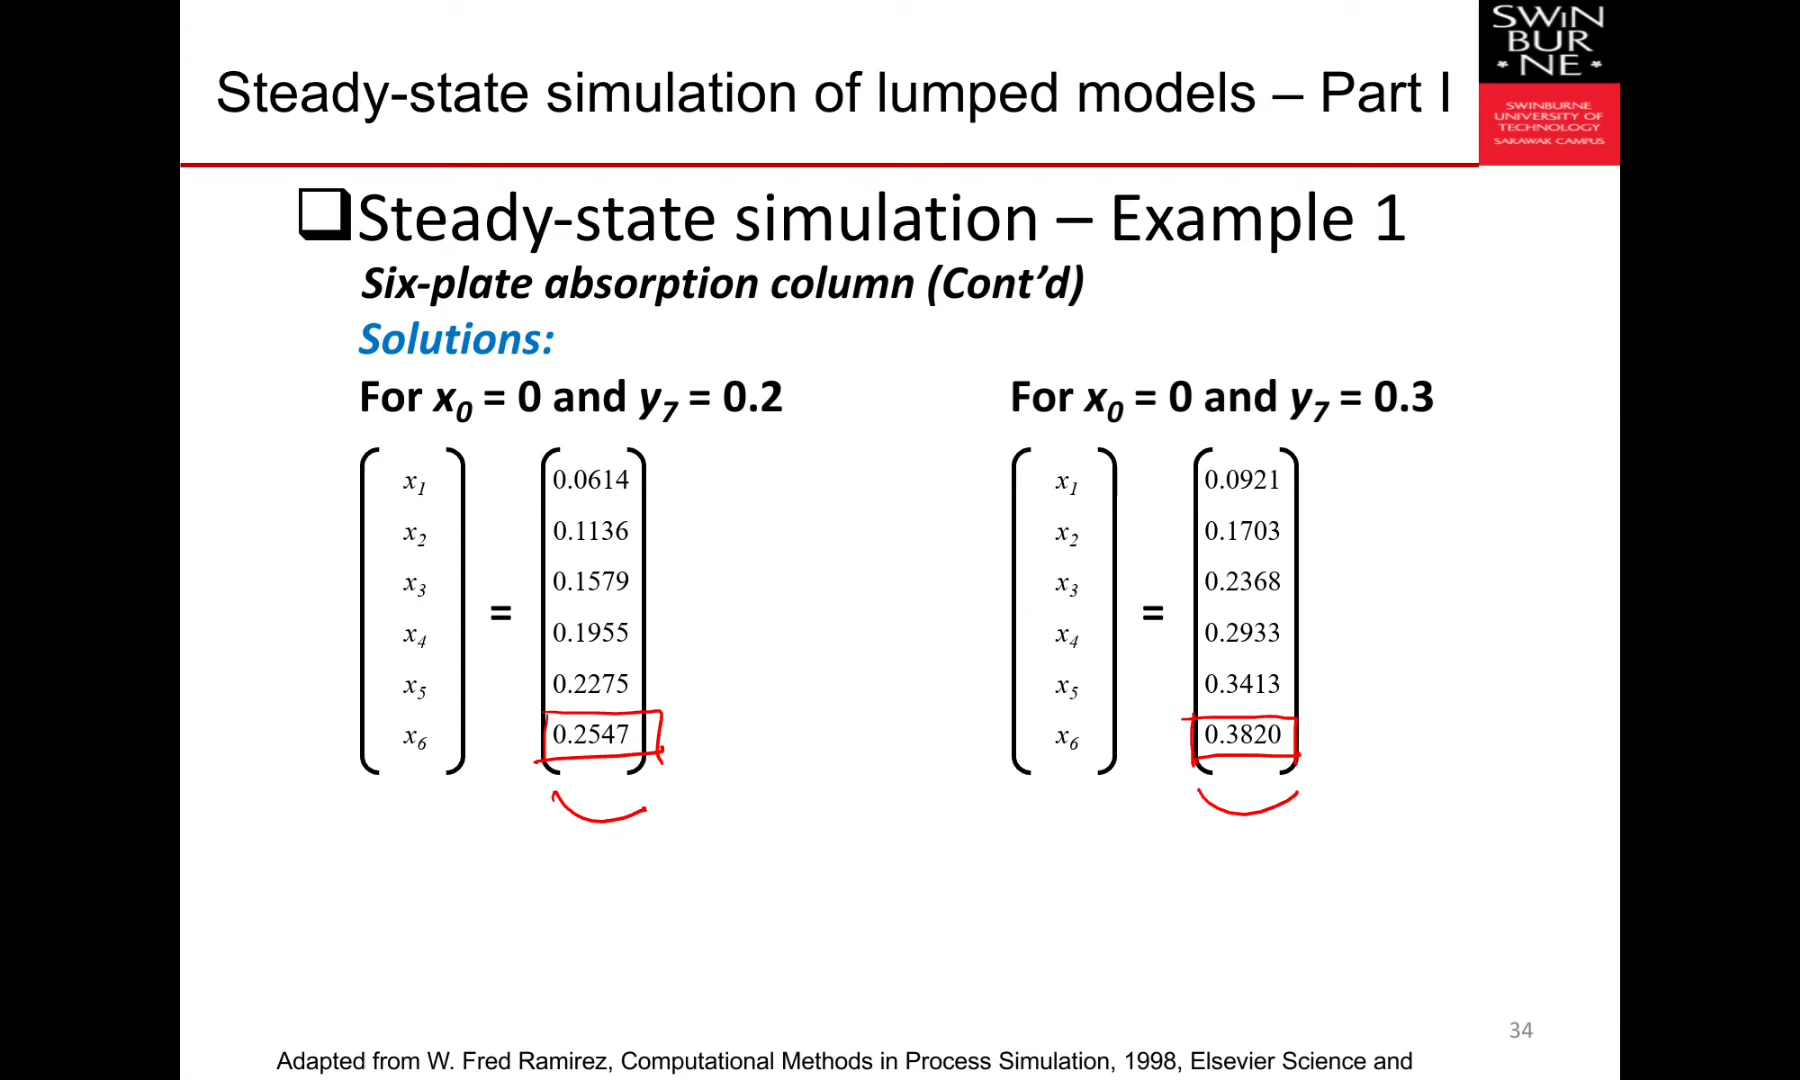 Steady-state simulation of lumped models – Part I
SWIN
BUR
* NE *
SWINBURNE
UNIVERSITY OF
TECHNOLOGY
SARAWAK CAMPUS
❑Steady-state simulation – Example 1
Six-plate absorption column (Cont’d)
Solutions:
For x0 = 0 and y7 = 0.2
x1
x2
x3
x4
x5
x6
=
0.0614
0.1136
0.1579
0.1955
0.2275
0.2547
For x0 = 0 and y7 = 0.3
x1
x2
x3
x4
x5
x6
=
0.0921
0.1703
0.2368
0.2933
0.3413
0.3820
34
Adapted from W. Fred Ramirez, Computational Methods in Process Simulation, 1998, Elsevier Science and